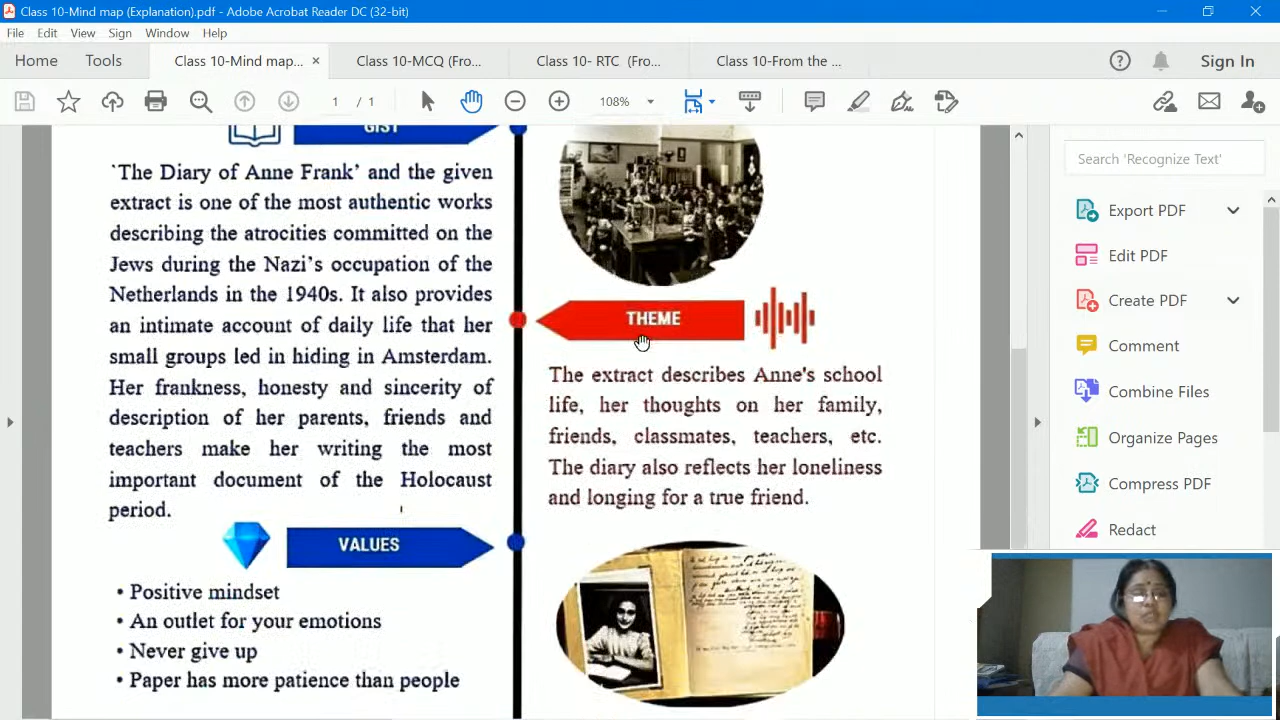 Class 10-Mind map (Explanation).pdf - Adobe Acrobat Reader DC (32-bit)
File Edit View Sign Window Help
Home Tools Class 10-Mind map... × Class 10-MCQ (Fro... Class 10- RTC (Fro... Class 10-From the ... Sign In
1 / 1 108%
GIST
`The Diary of Anne Frank’ and the given
extract is one of the most authentic works
describing the atrocities committed on the
Jews during the Nazi’s occupation of the
Netherlands in the 1940s. It also provides
an intimate account of daily life that her
small groups led in hiding in Amsterdam.
Her frankness, honesty and sincerity of
description of her parents, friends and
teachers make her writing the most
important document of the Holocaust
period.
VALUES
• Positive mindset
• An outlet for your emotions
• Never give up
• Paper has more patience than people
THEME
The extract describes Anne's school
life, her thoughts on her family,
friends, classmates, teachers, etc.
The diary also reflects her loneliness
and longing for a true friend.
Search 'Recognize Text'
Export PDF
Edit PDF
Create PDF
Comment
Combine Files
Organize Pages
Compress PDF
Redact